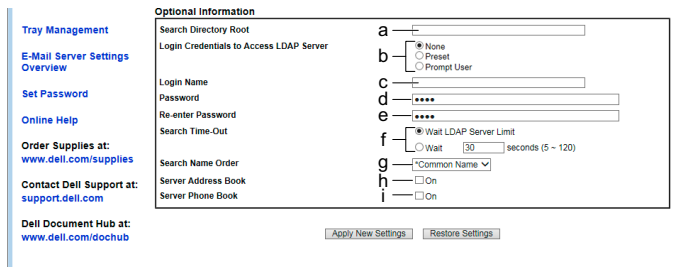 Optional Information
Tray Management
E-Mail Server Settings
Overview
Set Password
Online Help
Order Supplies at:
www.dell.com/supplies
Contact Dell Support at:
support.dell.com
Dell Document Hub at:
www.dell.com/dochub
Search Directory Root a
Login Credentials to Access LDAP Server b None
Preset
Prompt User
Login Name c
Password d ••••
Re-enter Password e ••••
Search Time-Out f Wait LDAP Server Limit
Wait 30 seconds (5 ~ 120)
Search Name Order g *Common Name
Server Address Book h On
Server Phone Book i On
Apply New Settings Restore Settings